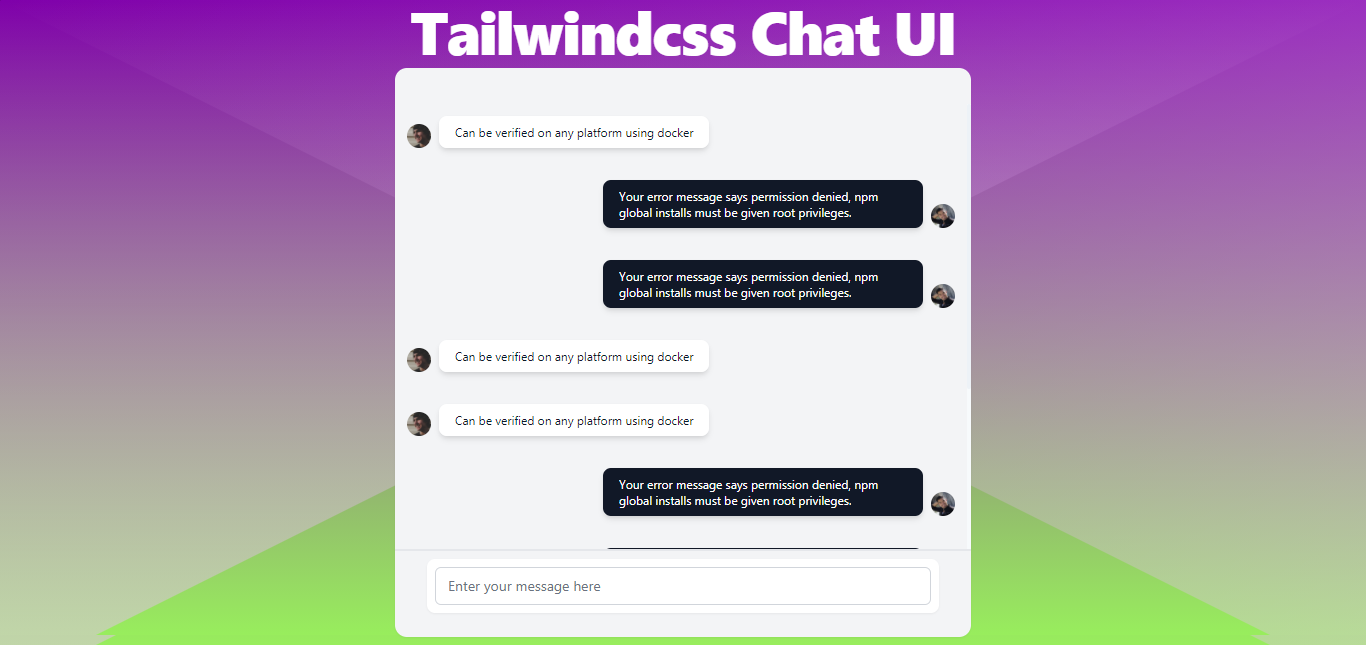 Tailwindcss Chat UI
Can be verified on any platform using docker
Your error message says permission denied, npm
global installs must be given root privileges.
Your error message says permission denied, npm
global installs must be given root privileges.
Can be verified on any platform using docker
Can be verified on any platform using docker
Your error message says permission denied, npm
global installs must be given root privileges.
Enter your message here